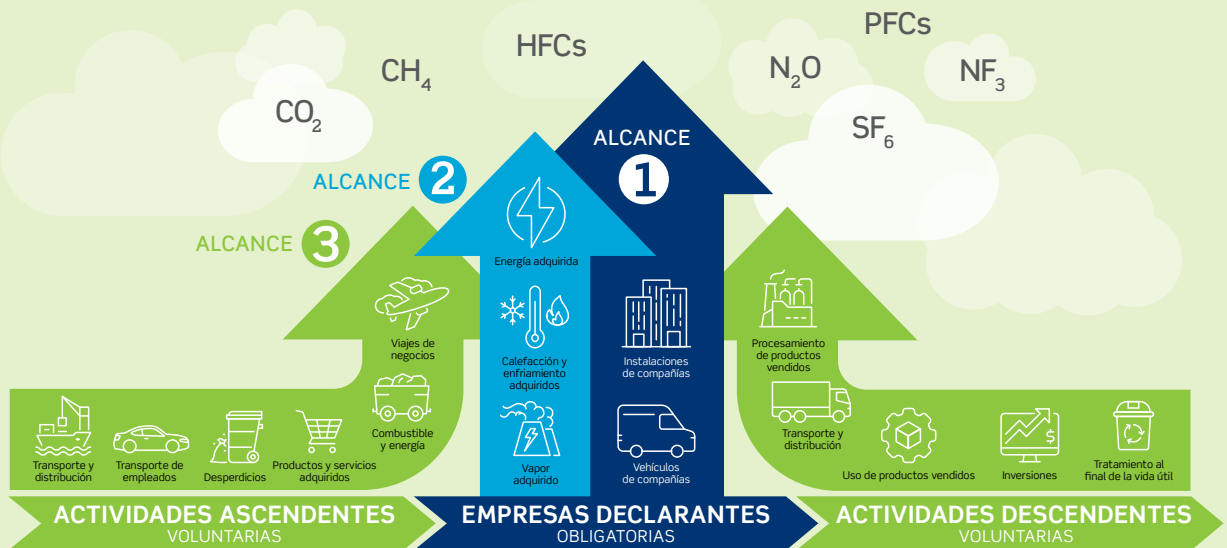 CO₂
CH₄
HFCs
N₂O
PFCs
NF₃
SF₆
ALCANCE 1
ALCANCE 2
ALCANCE 3
Viajes de
negocios
Combustible
y energía
Transporte y
distribución
Transporte de
empleados
Desperdicios
Productos y servicios
adquiridos
Energía adquirida
Calefacción y
enfriamiento
adquiridos
Vapor
adquirido
Instalaciones
de compañías
Vehículos
de compañías
Procesamiento
de productos
vendidos
Transporte y
distribución
Uso de productos vendidos
$
Inversiones
Tratamiento al
final de la vida útil
ACTIVIDADES ASCENDENTES
VOLUNTARIAS
EMPRESAS DECLARANTES
OBLIGATORIAS
ACTIVIDADES DESCENDENTES
VOLUNTARIAS